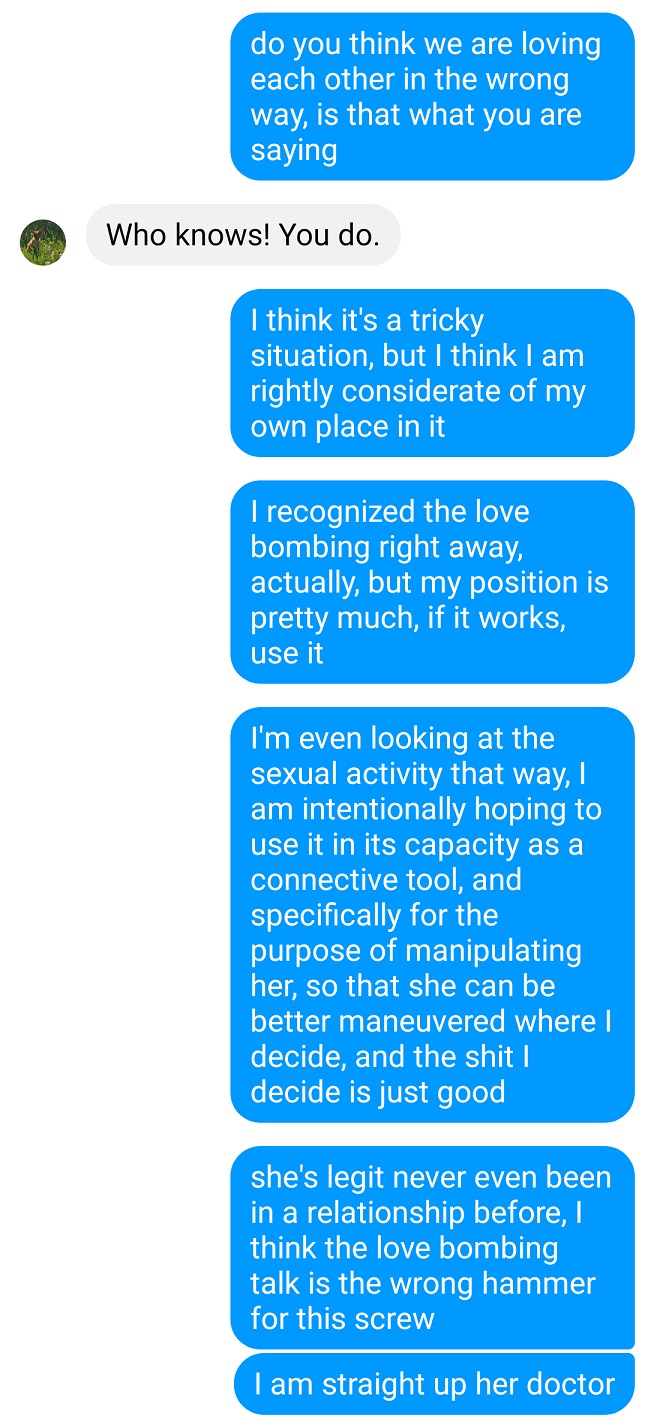 do you think we are loving
each other in the wrong
way, is that what you are
saying
Who knows! You do.
I think it's a tricky
situation, but I think I am
rightly considerate of my
own place in it
I recognized the love
bombing right away,
actually, but my position is
pretty much, if it works,
use it
I'm even looking at the
sexual activity that way, I
am intentionally hoping to
use it in its capacity as a
connective tool, and
specifically for the
purpose of manipulating
her, so that she can be
better maneuvered where I
decide, and the shit I
decide is just good
she's legit never even been
in a relationship before, I
think the love bombing
talk is the wrong hammer
for this screw
I am straight up her doctor